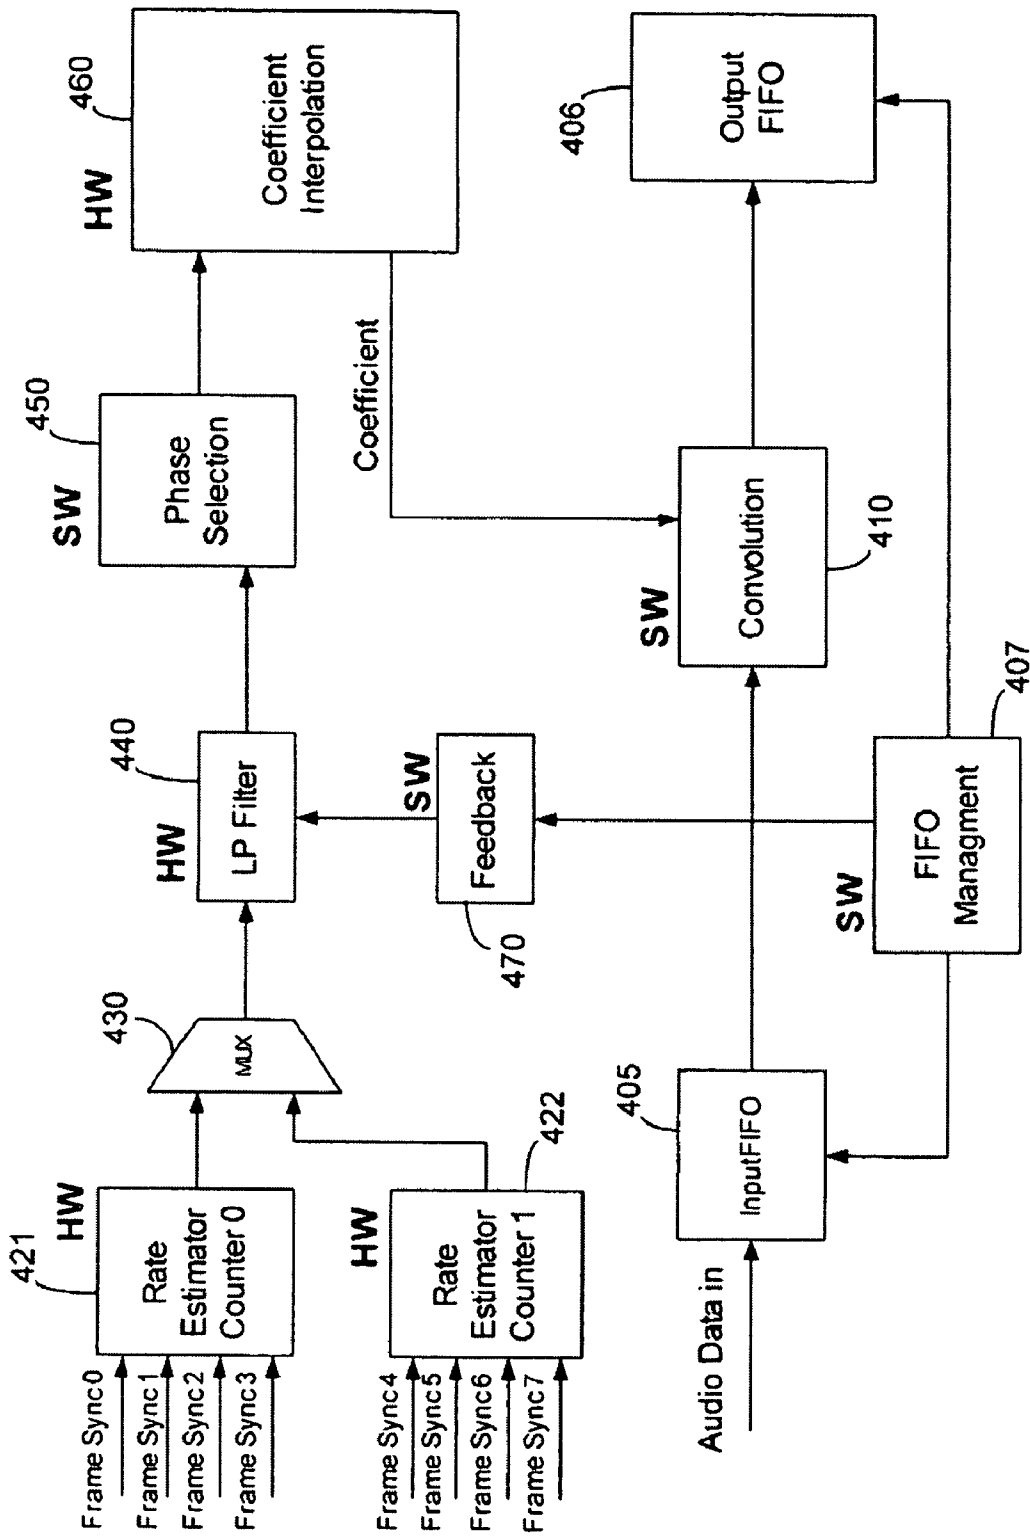 Frame Sync0
Frame Sync1
Frame Sync2
Frame Sync3
421
HW
Rate
Estimator
Counter 0
Frame Sync4
Frame Sync5
Frame Sync6
Frame Sync7
HW
422
Rate
Estimator
Counter 1
430
MUX
440
HW
LP Filter
SW
Feedback
470
450
SW
Phase
Selection
460
HW
Coefficient
Interpolation
Coefficient
Audio Data in
405
InputFIFO
SW
Convolution
410
406
Output
FIFO
SW
FIFO
Managment
407